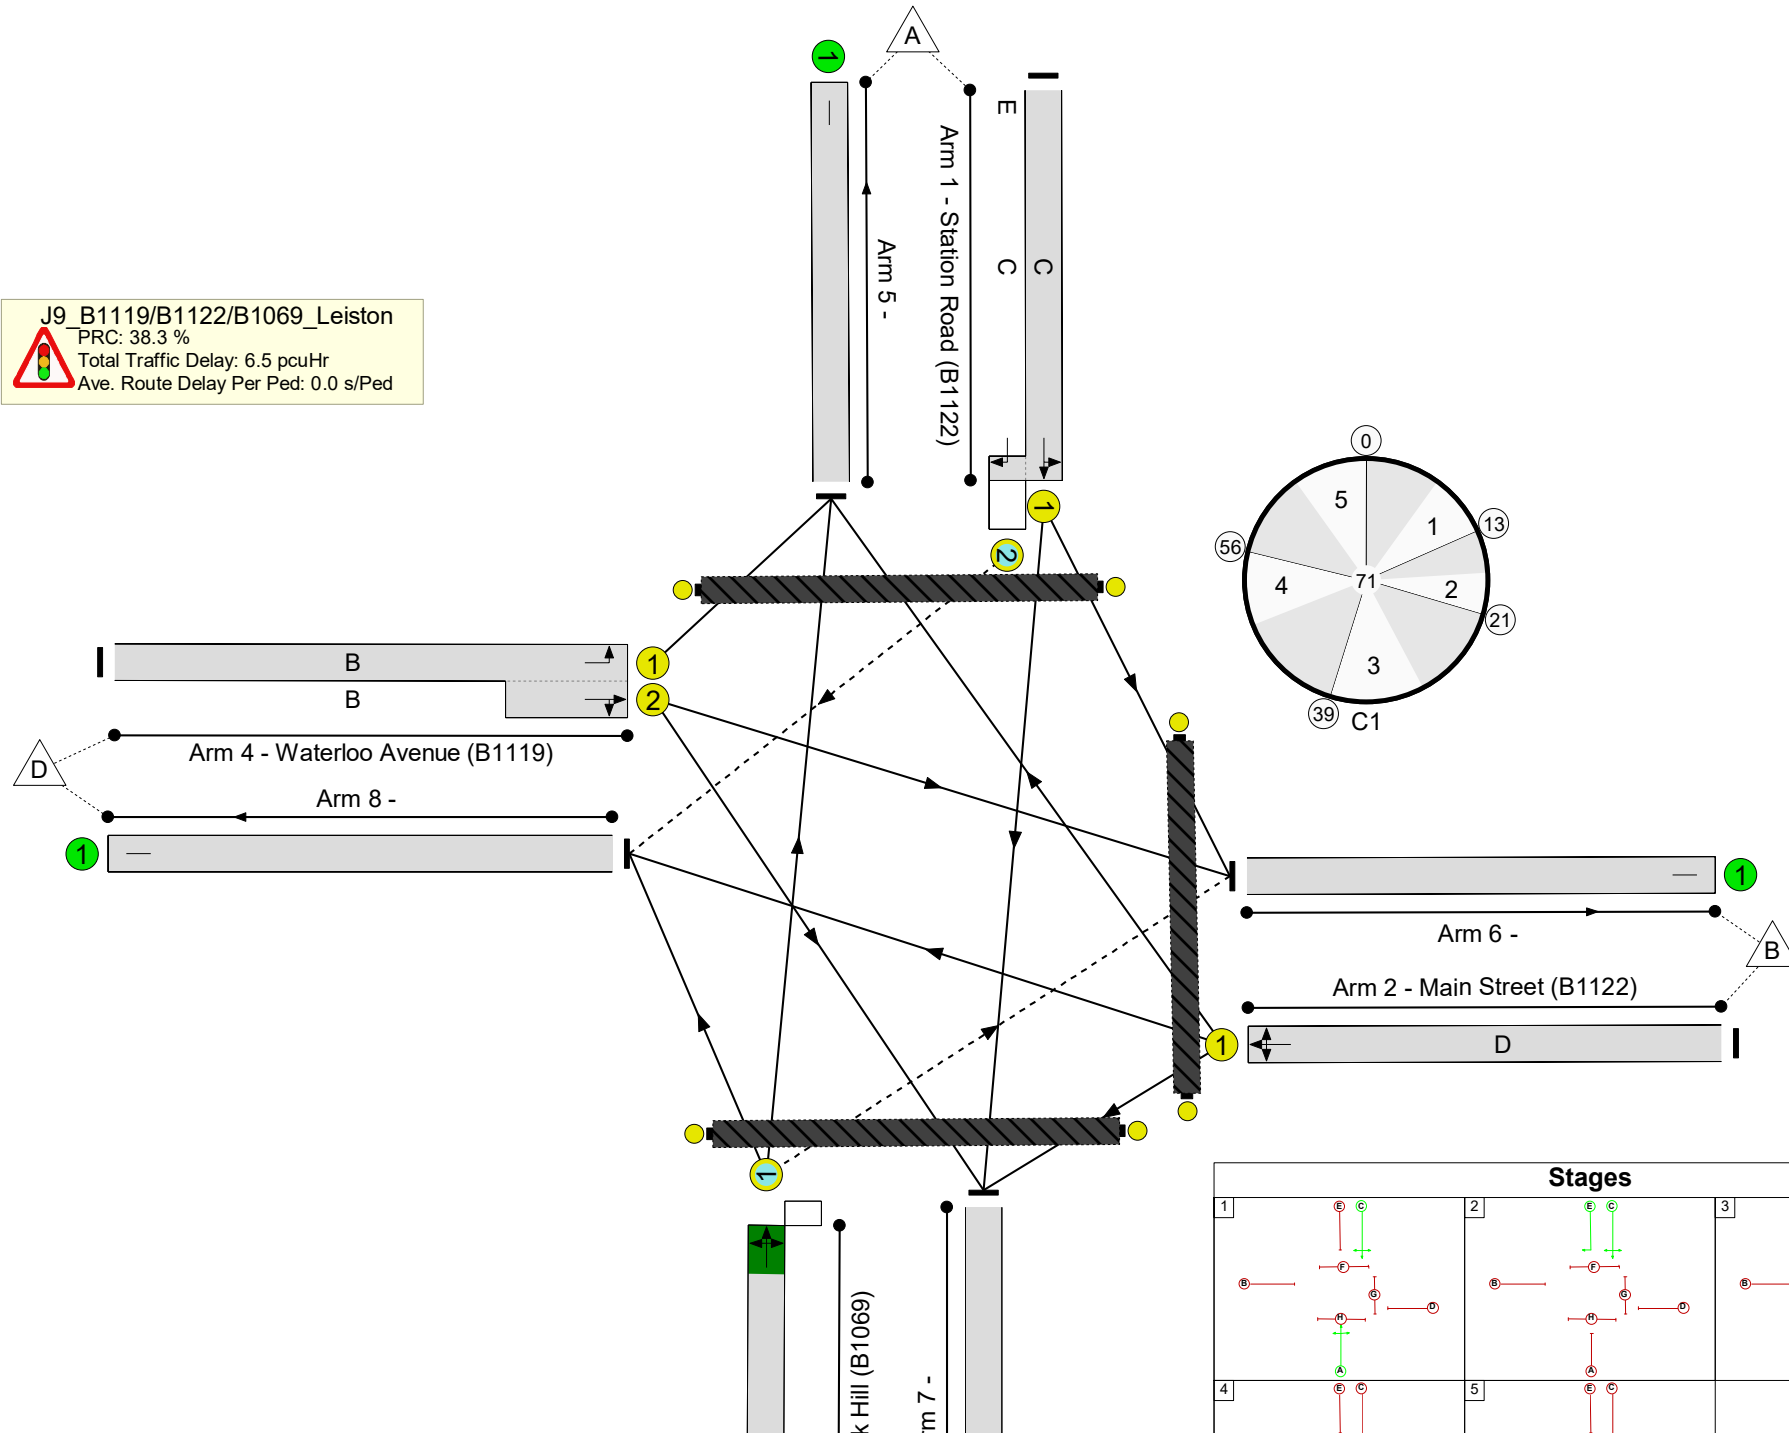 A
1
E
Arm 1 - Station Road (B1122)
C
C
Arm 5 -
J9_B1119/B1122/B1069_Leiston
PRC: 38.3 %
Total Traffic Delay: 6.5 pcuHr
Ave. Route Delay Per Ped: 0.0 s/Ped
1
2
0
5
1
13
56
71
4
2
21
3
39
C1
B
1
B
2
Arm 4 - Waterloo Avenue (B1119)
D
Arm 8 -
1
1
Arm 6 -
B
Arm 2 - Main Street (B1122)
1
D
1
Hill (B1069)
7 -
Stages
1
E C
F
B
G
D
H
A
2
E C
F
B
G
D
H
A
3
B
4
E C
5
E C